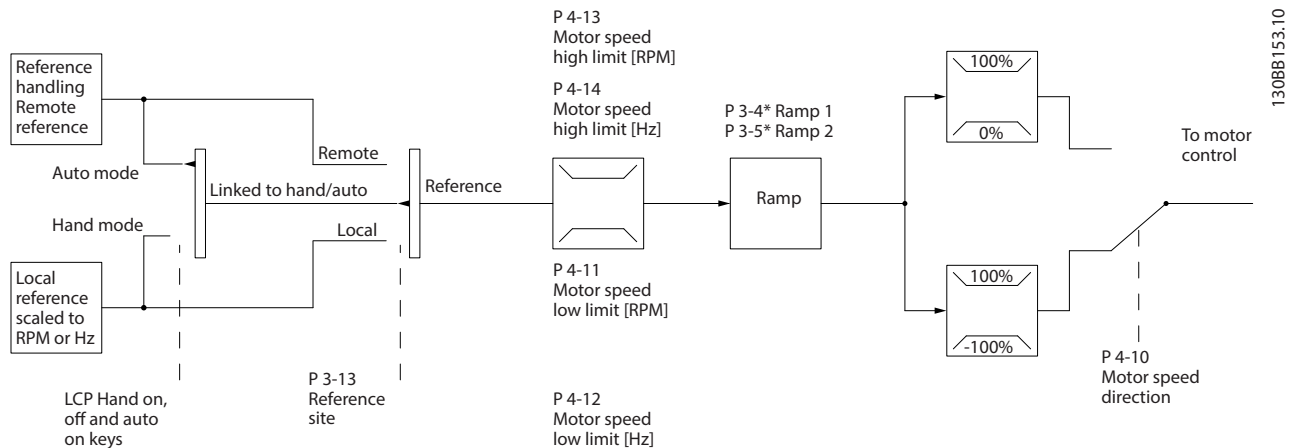 Reference
handling
Remote
reference
Auto mode
Hand mode
Local
reference
scaled to
RPM or Hz
LCP Hand on,
off and auto
on keys
Linked to hand/auto
Remote
Local
P 3-13
Reference
site
Reference
P 4-13
Motor speed
high limit [RPM]
P 4-14
Motor speed
high limit [Hz]
P 4-11
Motor speed
low limit [RPM]
P 4-12
Motor speed
low limit [Hz]
P 3-4* Ramp 1
P 3-5* Ramp 2
Ramp
100%
0%
100%
-100%
To motor
control
P 4-10
Motor speed
direction
130BB153.10